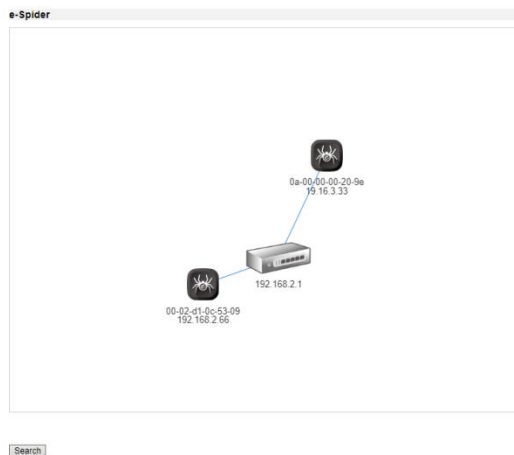 e-Spider
0a-00-00-00-20-9e
19.16.3.33
192.168.2.1
00-02-d1-0c-53-09
192.168.2.66
Search